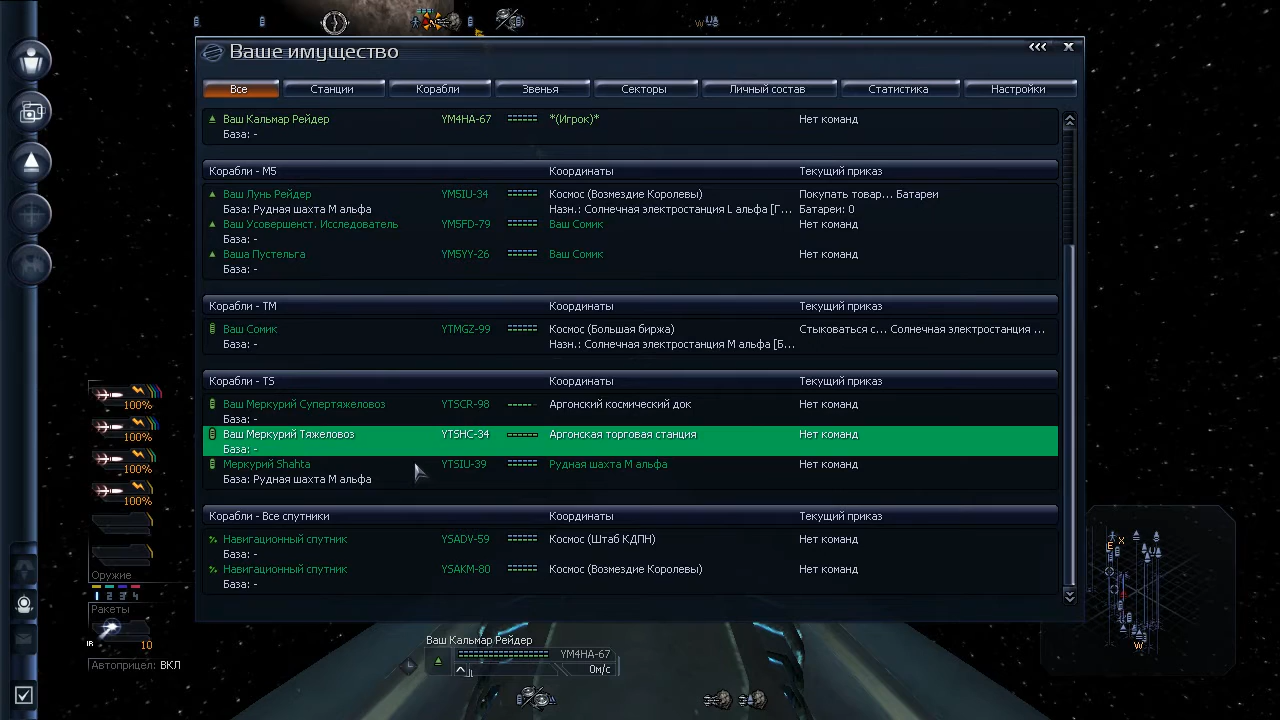 W
Ваше имущество
Все Станции Корабли Звенья Секторы Личный состав Статистика Настройки
Ваш Кальмар Рейдер YM4HA-67 *(Игрок)* Нет команд
База: -
Корабли - M5 Координаты Текущий приказ
Ваш Лунь Рейдер YM5IU-34 Космос (Возмездие Королевы) Покупать товар... Батареи
База: Рудная шахта M альфа Назн.: Солнечная электростанция L альфа [Г... Батареи: 0
Ваш Усовершенст. Исследователь YM5FD-79 Ваш Сомик Нет команд
База: -
Ваша Пустельга YM5YY-26 Ваш Сомик Нет команд
База: -
Корабли - TM Координаты Текущий приказ
Ваш Сомик YTMGZ-99 Космос (Большая биржа) Стыковаться с... Солнечная электростанция ...
База: - Назн.: Солнечная электростанция M альфа [Б...
Корабли - TS Координаты Текущий приказ
Ваш Меркурий Супертяжеловоз YTSCR-98 Аргонский космический док Нет команд
База: -
Ваш Меркурий Тяжеловоз YTSHC-34 Аргонская торговая станция Нет команд
База: -
Меркурий Shahta YTSIU-39 Рудная шахта M альфа Нет команд
База: Рудная шахта M альфа
Корабли - Все спутники Координаты Текущий приказ
Навигационный спутник YSADV-59 Космос (Штаб КДПН) Нет команд
База: -
Навигационный спутник YSAKM-80 Космос (Возмездие Королевы) Нет команд
База: -
100%
100%
100%
100%
Оружие
1 2 3 4
Ракеты
10
Автоприцел: ВКЛ
Ваш Кальмар Рейдер
YM4HA-67
0м/с
E
W